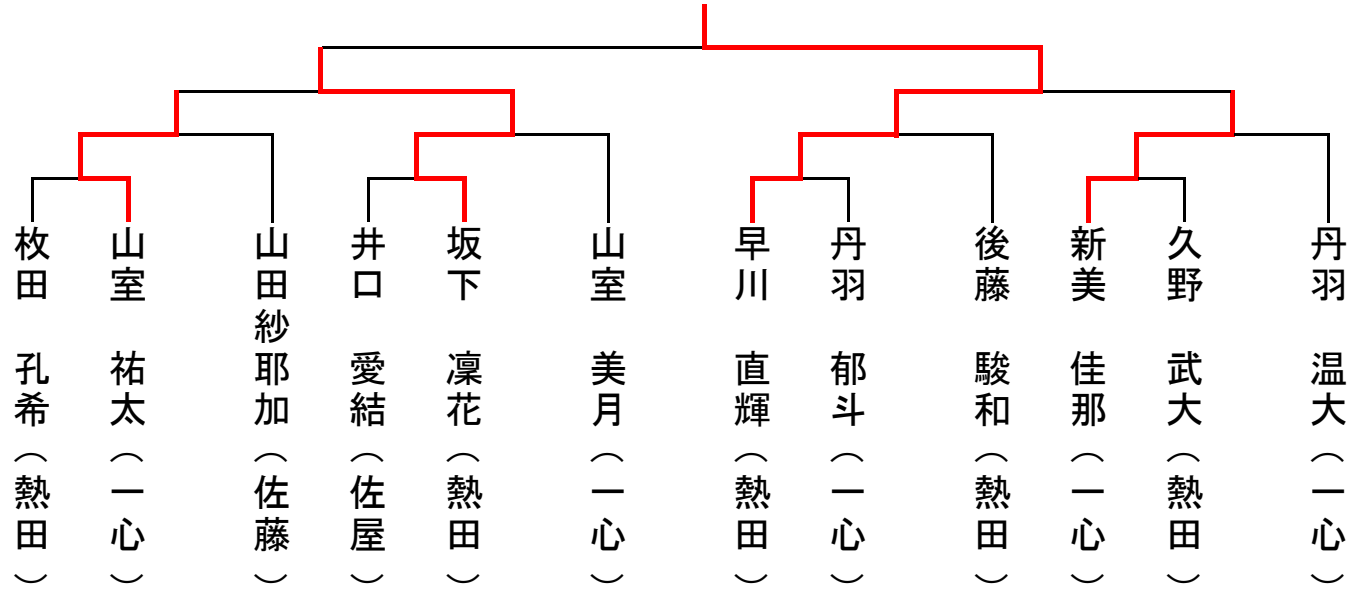 枚田　孔希（熱田）
山室　祐太（一心）
山田紗耶加（佐藤）
井口　愛結（佐屋）
坂下　凜花（熱田）
山室　美月（一心）
早川　直輝（熱田）
丹羽　郁斗（一心）
後藤　駿和（熱田）
新美　佳那（一心）
久野　武大（熱田）
丹羽　温大（一心）